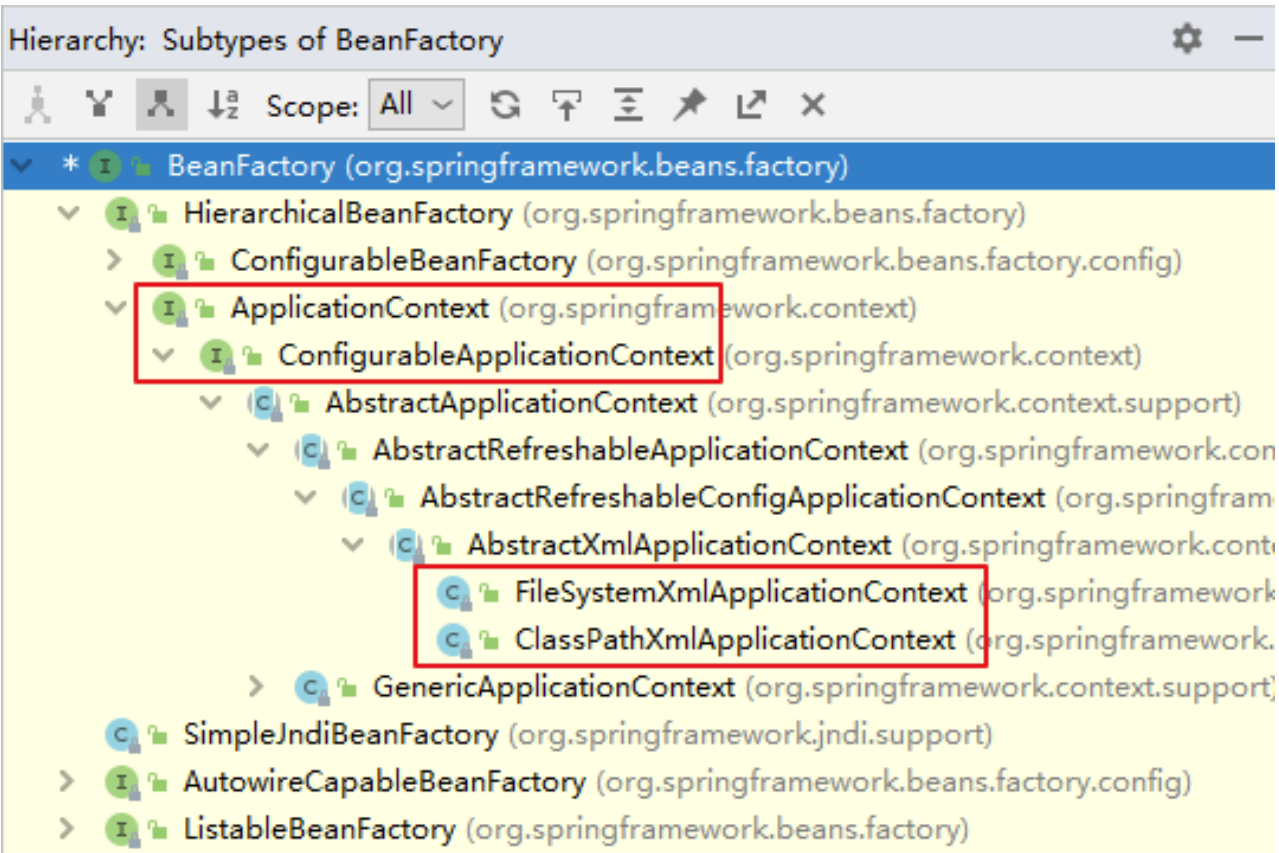 Hierarchy: Subtypes of BeanFactory
Scope: All
* I BeanFactory (org.springframework.beans.factory)
I HierarchicalBeanFactory (org.springframework.beans.factory)
I ConfigurableBeanFactory (org.springframework.beans.factory.config)
I ApplicationContext (org.springframework.context)
I ConfigurableApplicationContext (org.springframework.context)
C AbstractApplicationContext (org.springframework.context.support)
C AbstractRefreshableApplicationContext (org.springframework.con
C AbstractRefreshableConfigApplicationContext (org.springfram
C AbstractXmlApplicationContext (org.springframework.cont
C FileSystemXmlApplicationContext (org.springframework
C ClassPathXmlApplicationContext (org.springframework.
C GenericApplicationContext (org.springframework.context.support)
C SimpleJndiBeanFactory (org.springframework.jndi.support)
I AutowireCapableBeanFactory (org.springframework.beans.factory.config)
I ListableBeanFactory (org.springframework.beans.factory)